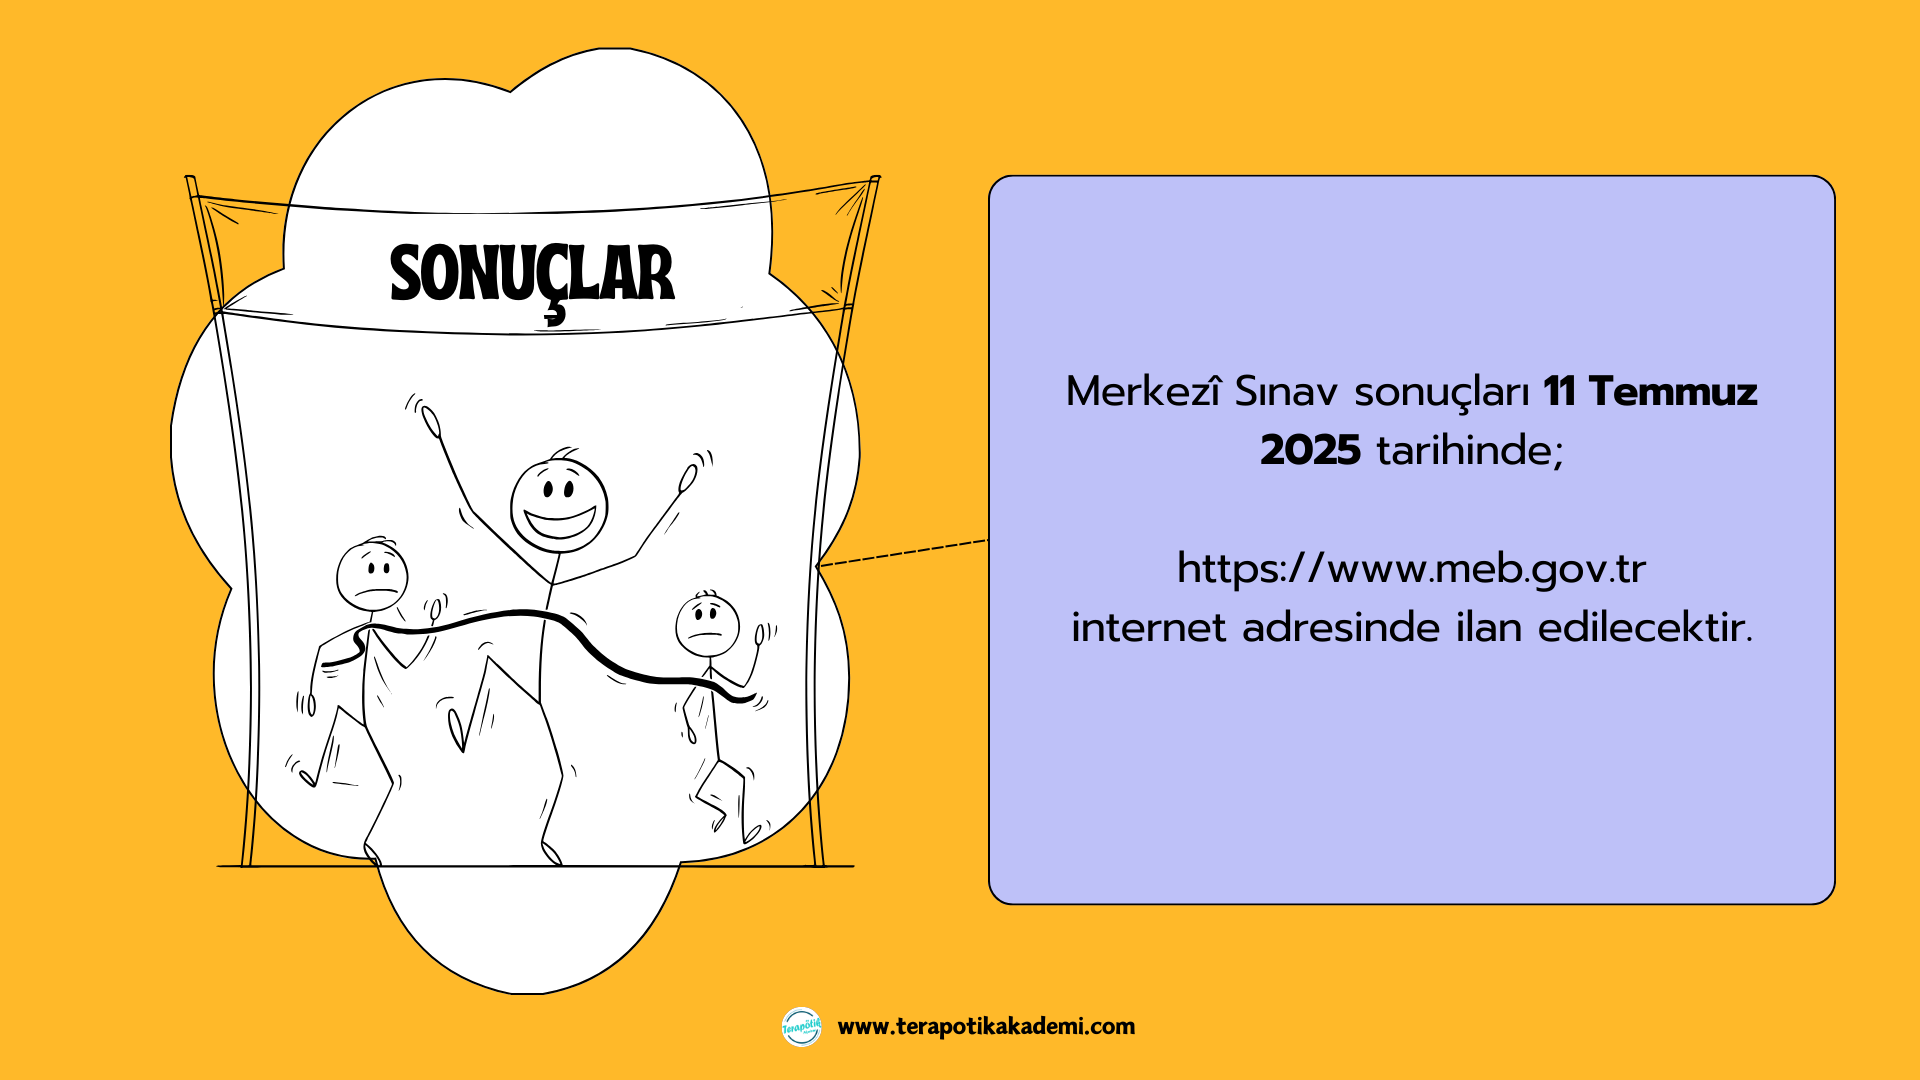 SONUÇLAR
Merkezî Sınav sonuçları 11 Temmuz
2025 tarihinde;
https://www.meb.gov.tr
internet adresinde ilan edilecektir.
Terapötik
www.terapotikakademi.com